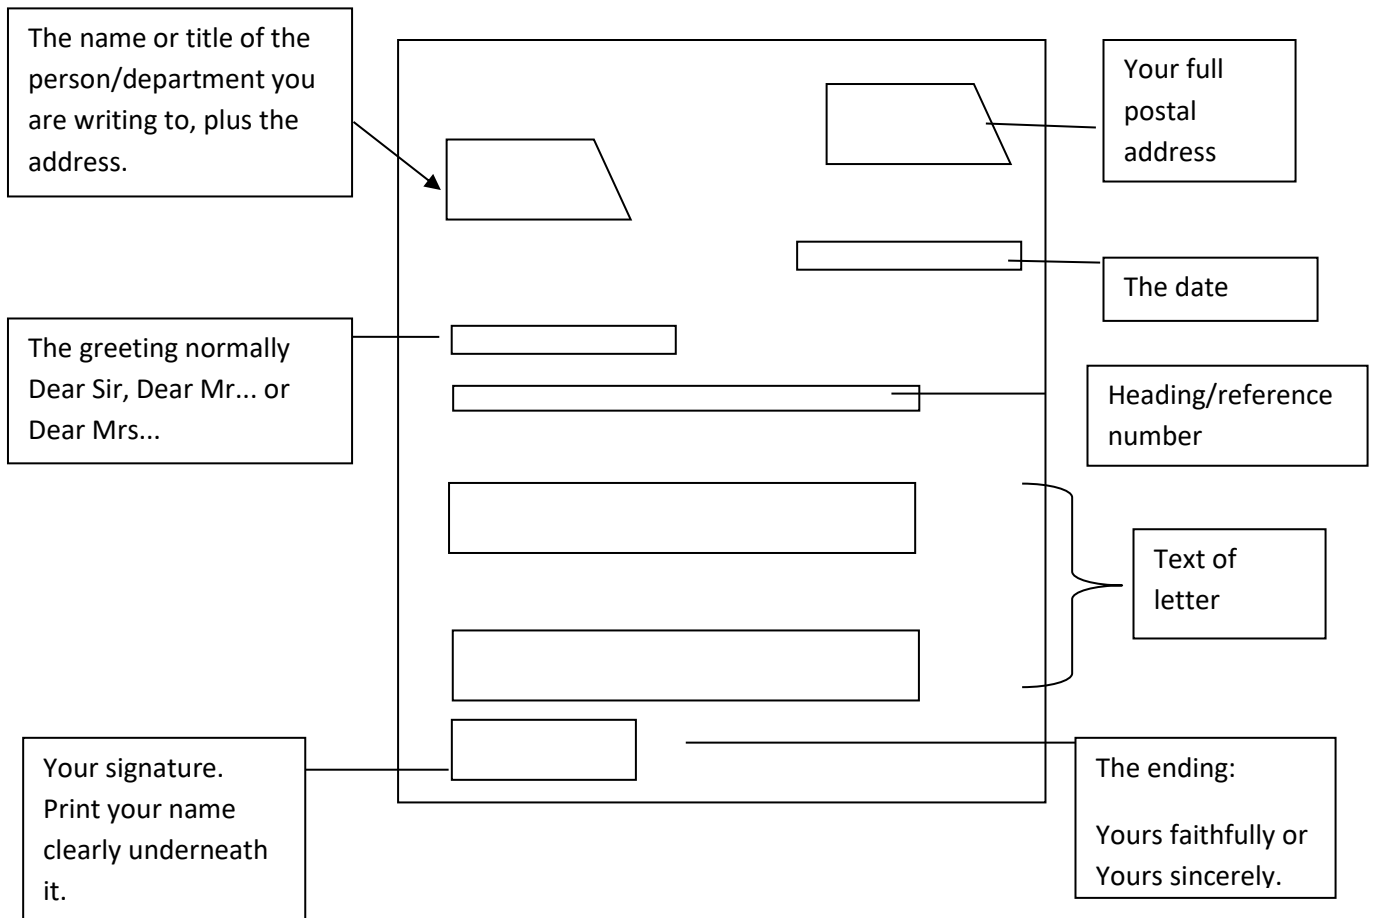 The name or title of the
person/department you
are writing to, plus the
address.
Your full
postal
address
The date
The greeting normally
Dear Sir, Dear Mr... or
Dear Mrs...
Heading/reference
number
Text of
letter
Your signature.
Print your name
clearly underneath
it.
The ending:
Yours faithfully or
Yours sincerely.